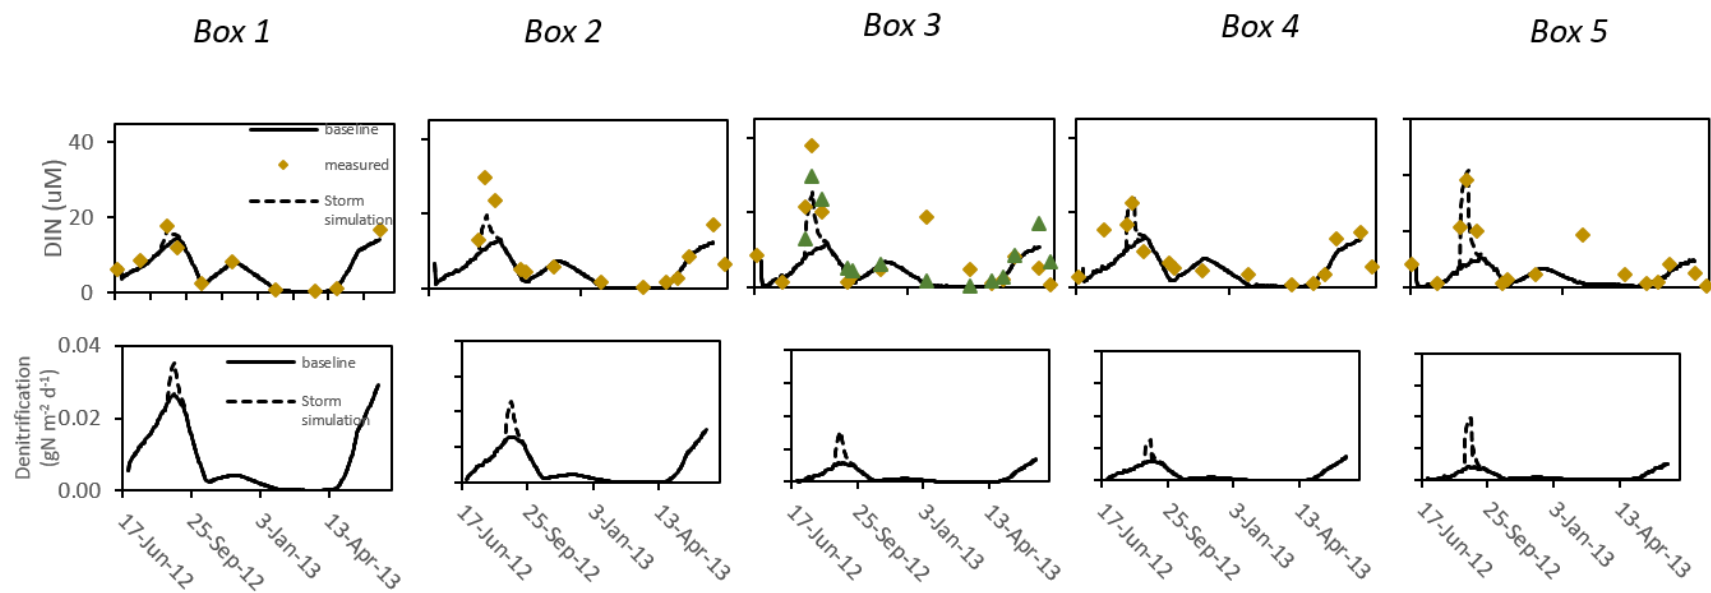 Box 1
Box 2
Box 3
Box 4
Box 5
DIN (uM)
40
20
0
baseline
measured
Storm
simulation
Denitrification
(gN m⁻² d⁻¹)
0.04
0.02
0.00
baseline
Storm
simulation
17-Jun-12
25-Sep-12
3-Jan-13
13-Apr-13
17-Jun-12
25-Sep-12
3-Jan-13
13-Apr-13
17-Jun-12
25-Sep-12
3-Jan-13
13-Apr-13
17-Jun-12
25-Sep-12
3-Jan-13
13-Apr-13
17-Jun-12
25-Sep-12
3-Jan-13
13-Apr-13